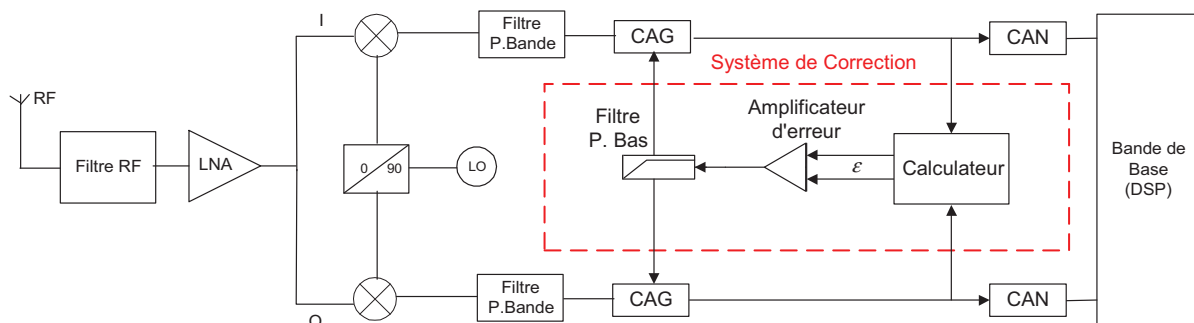 I
Filtre
P.Bande
CAG
CAN
Système de Correction
RF
Filtre RF
LNA
0
90
LO
Filtre
P. Bas
Amplificateur
d'erreur
ε
Calculateur
Bande de
Base
(DSP)
Q
Filtre
P.Bande
CAG
CAN